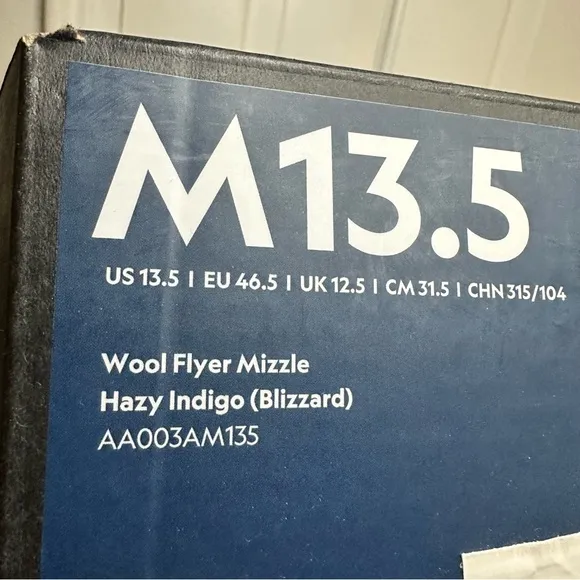 M13.5
US 13.5 I EU 46.5 I UK 12.5 I CM 31.5 I CHN 315/104
Wool Flyer Mizzle
Hazy Indigo (Blizzard)
AA003AM135